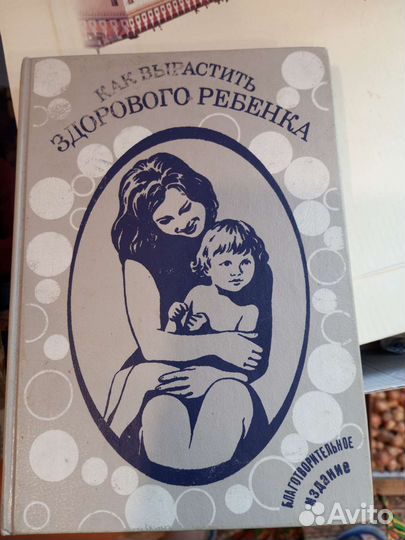 КАК ВЫРАСТИТЬ
ЗДОРОВОГО РЕБЕНКА
БЛАГОТВОРИТЕЛЬНОЕ
издание
Avito